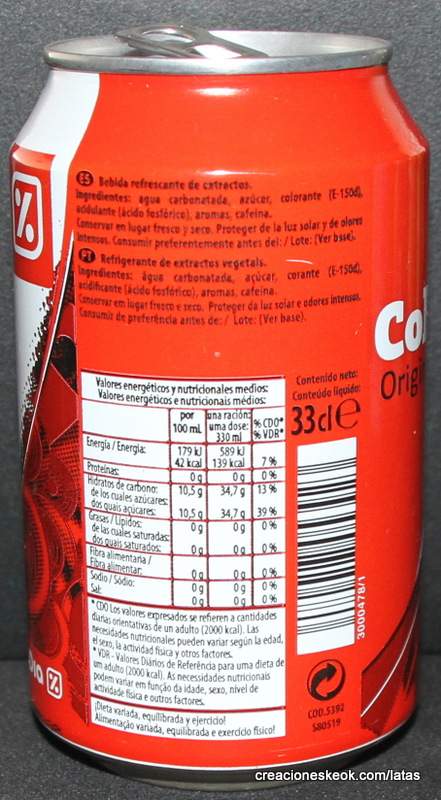 %
ES Bebida refrescante de extractos.
Ingredientes: agua carbonatada, azúcar, colorante (E-150d),
acidulante (ácido fosfórico), aromas, cafeína.
Conservar en lugar fresco y seco. Proteger de la luz solar y de olores
intensos. Consumir preferentemente antes del: / Lote: (Ver base).
PT Refrigerante de extractos vegetais.
Ingredientes: água carbonatada, açúcar, corante (E-150d),
acidificante (ácido fosfórico), aromas, cafeína.
Conservar em lugar fresco e seco. Proteger da luz solar e odores intensos.
Consumir de preferência antes de: / Lote: (Ver base).
Col
Orig
Contenido neto:
Conteúdo líquido:
33cl e
Valores energéticos y nutricionales medios:
Valores energéticos e nutricionais médios:
por 100 mL una ración: uma dose: 330 ml % CDO* % VDR*
Energía / Energia: 179 kJ 589 kJ
42 kcal 139 kcal 7 %
Proteínas: 0 g 0 g 0 %
Hidratos de carbono: 10,5 g 34,7 g 13 %
de los cuales azúcares:
dos quais açúcares: 10,5 g 34,7 g 39 %
Grasas / Lípidos: 0 g 0 g 0 %
de las cuales saturadas:
dos quais saturados: 0 g 0 g 0 %
Fibra alimentaria /
Fibra alimentar: 0 g 0 g 0 %
Sodio / Sódio: 0 g 0 g 0 %
Sal: 0 g 0 g 0 %
* CDO Los valores expresados se refieren a cantidades
diarias orientativas de un adulto (2000 kcal). Las
necesidades nutricionales pueden variar según la edad,
el sexo, la actividad física y otros factores.
* VDR - Valores Diários de Referência para uma dieta de
um adulto (2000 kcal). As necessidades nutricionais
podem variar em função da idade, sexo, nível de
actividade física e outros factores.
¡Dieta variada, equilibrada y ejercicio!
Alimentação variada, equilibrada e exercício físico!
3000478/1
COD.5392
S80519
%
creacioneskeok.com/latas